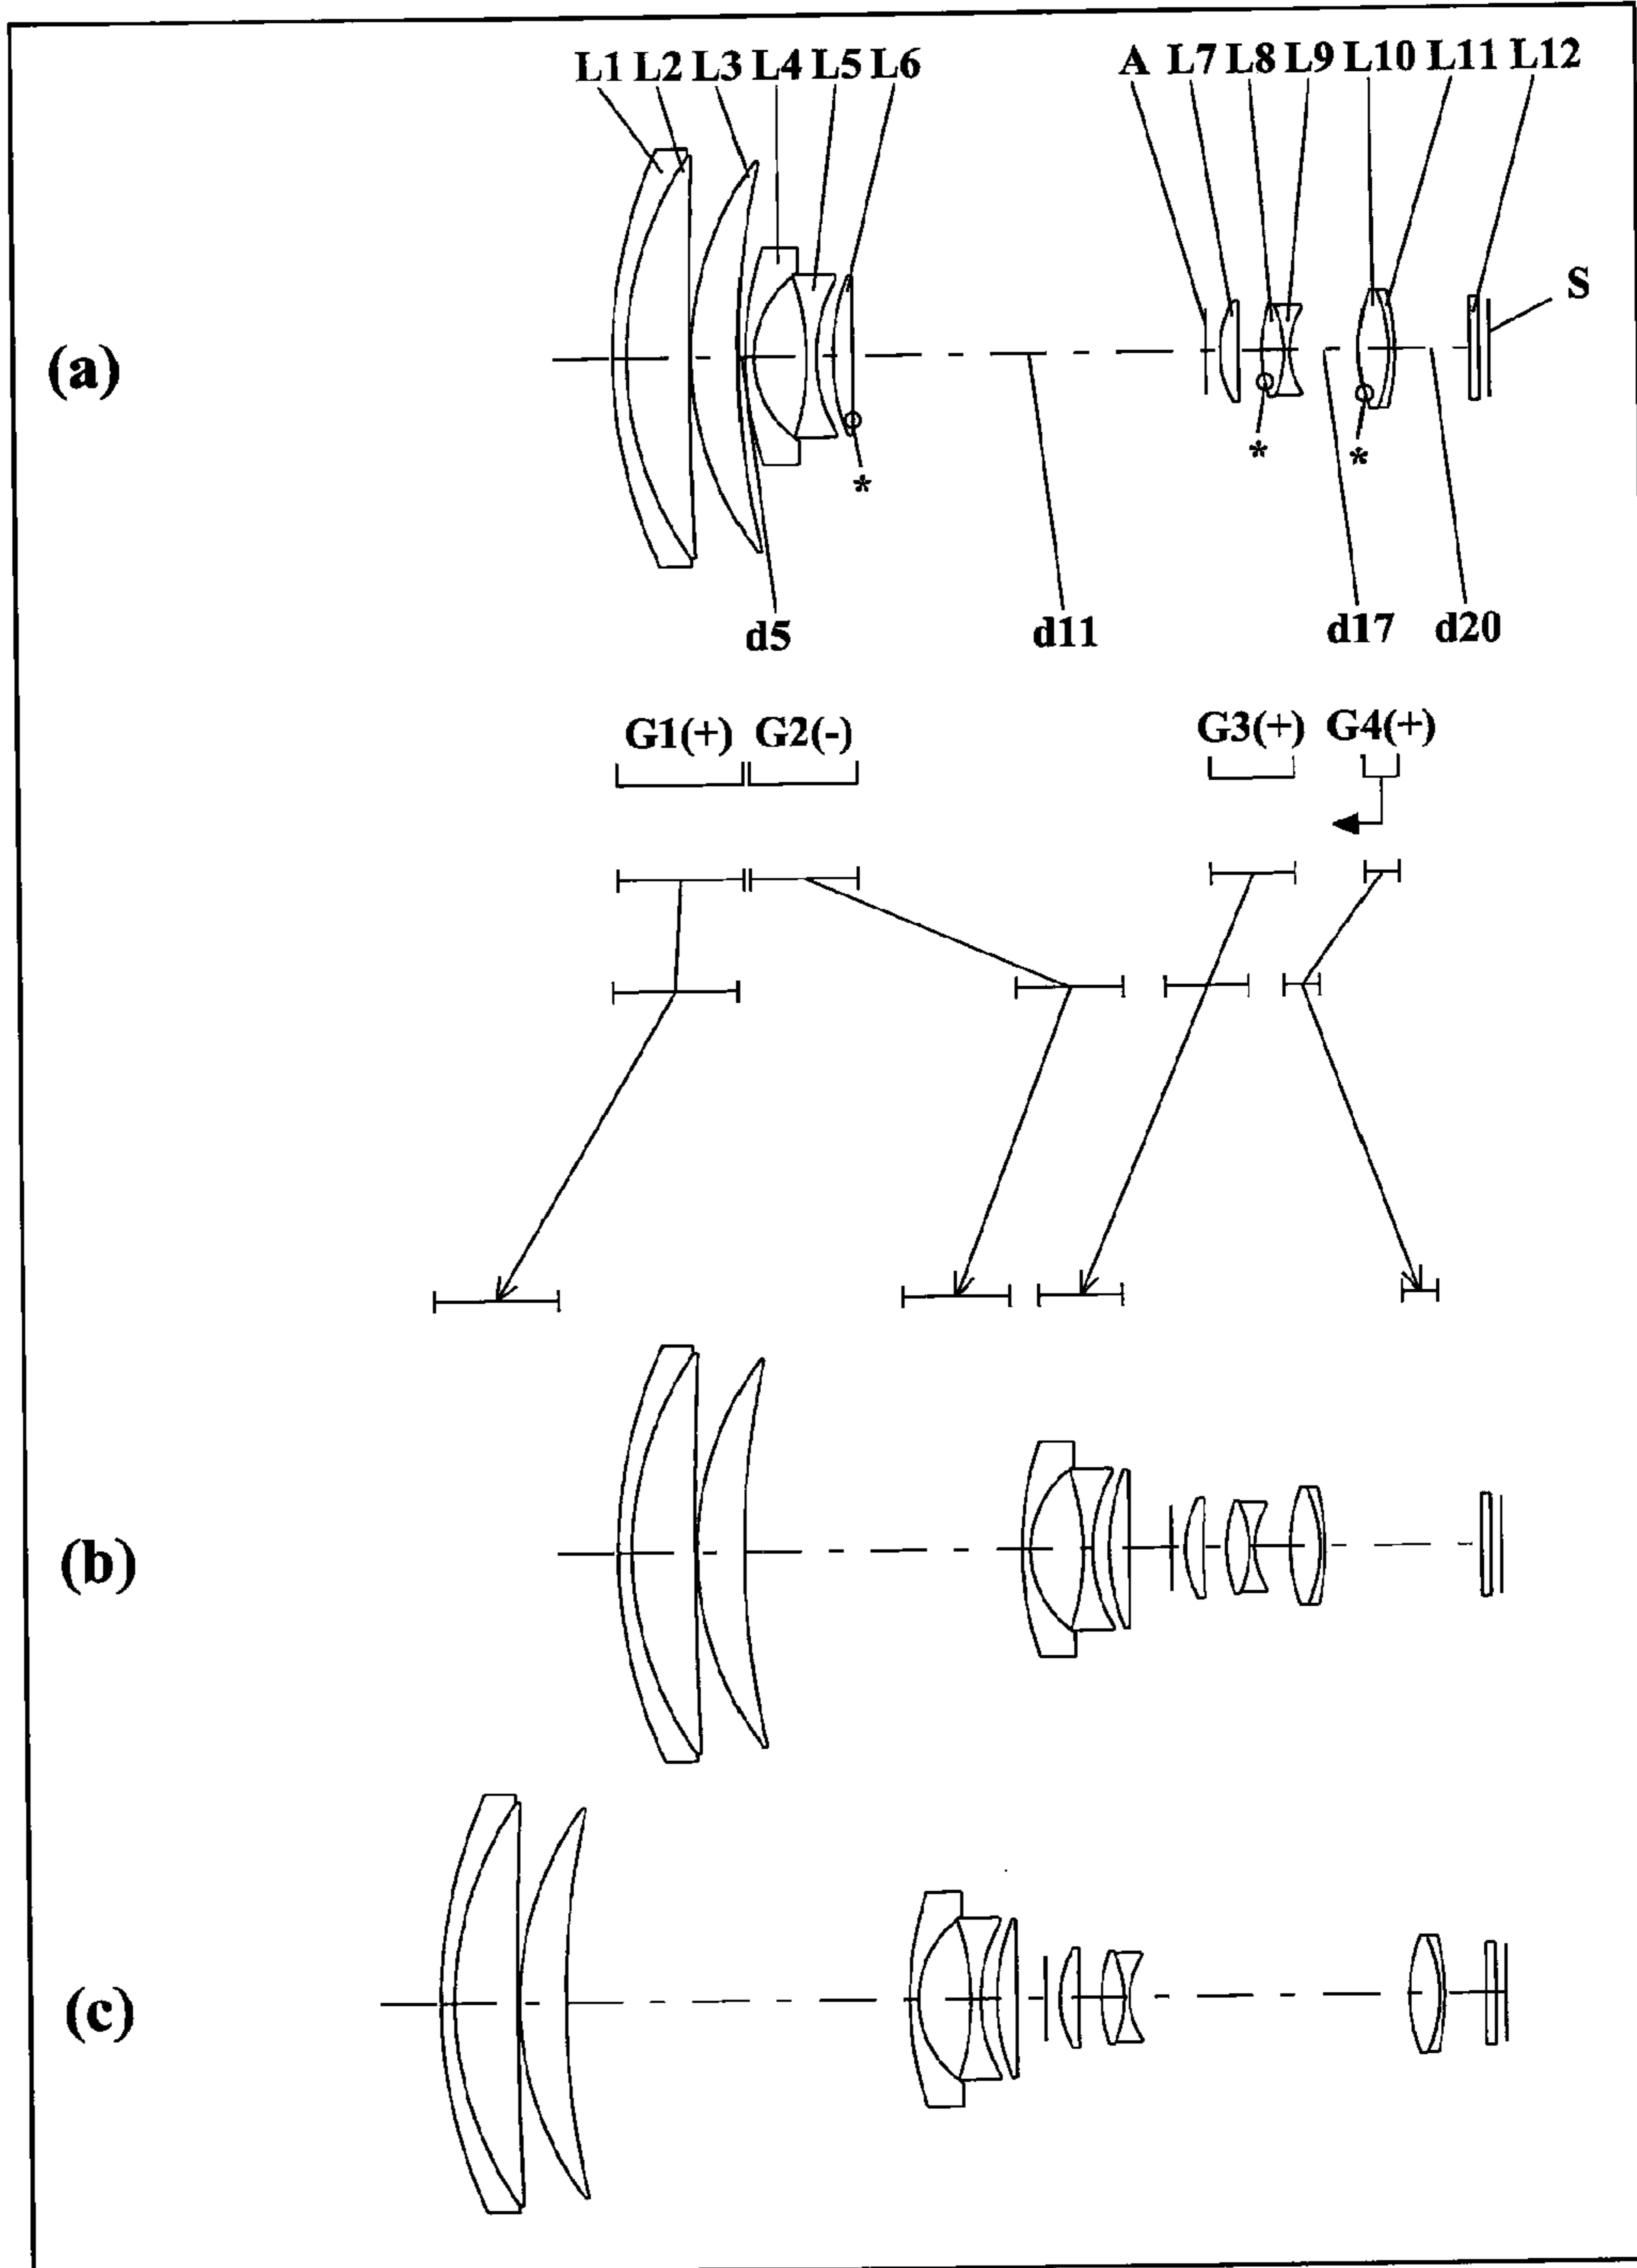 L1 L2 L3 L4 L5 L6 A L7 L8 L9 L10 L11 L12
S
(a)
* * *
d5 d11 d17 d20
G1(+) G2(-) G3(+) G4(+)
(b)
(c)